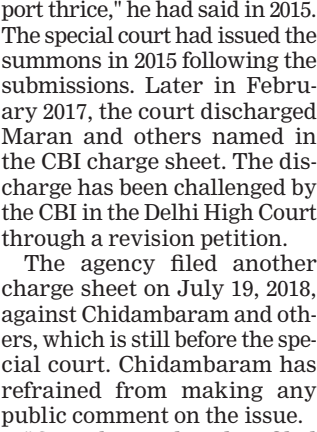 port thrice," he had said in 2015.
The special court had issued the
summons in 2015 following the
submissions. Later in Febru-
ary 2017, the court discharged
Maran and others named in
the CBI charge sheet. The dis-
charge has been challenged by
the CBI in the Delhi High Court
through a revision petition.
The agency filed another
charge sheet on July 19, 2018,
against Chidambaram and oth-
ers, which is still before the spe-
cial court. Chidambaram has
refrained from making any
public comment on the issue.